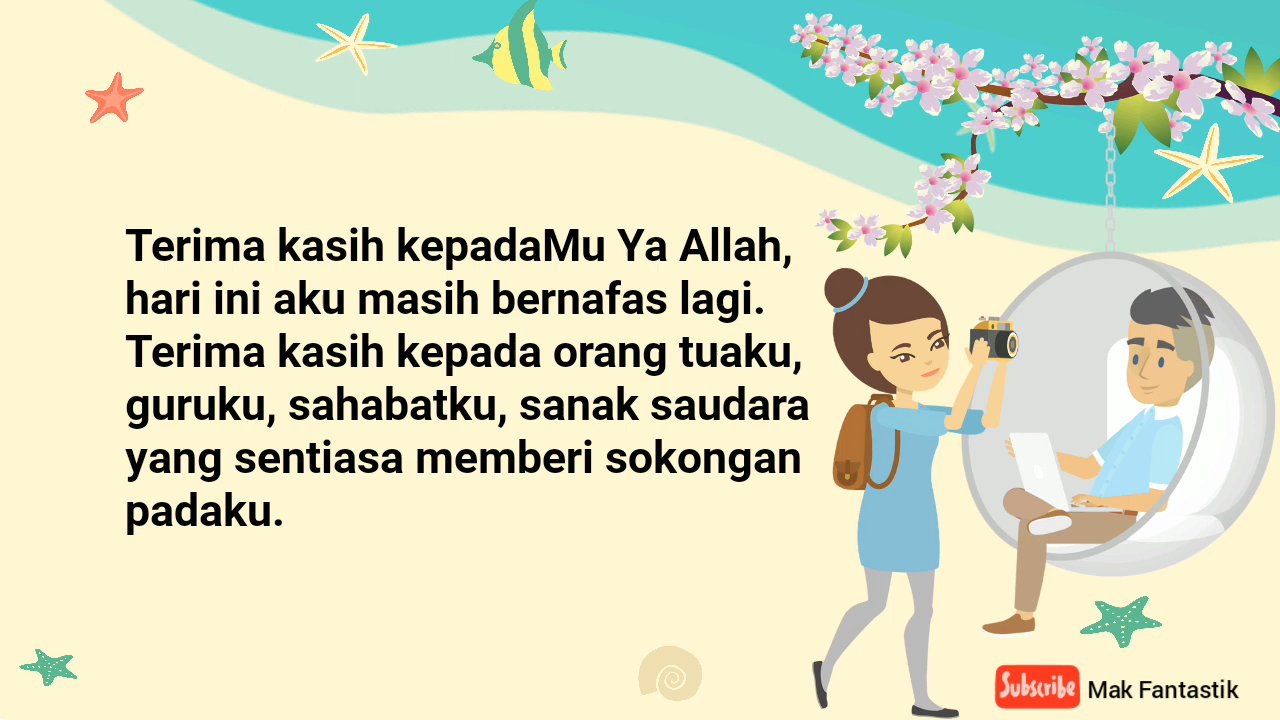 Terima kasih kepadaMu Ya Allah,
hari ini aku masih bernafas lagi.
Terima kasih kepada orang tuaku,
guruku, sahabatku, sanak saudara
yang sentiasa memberi sokongan
padaku.
Subscribe Mak Fantastik